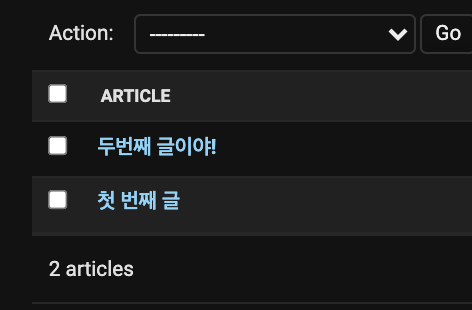 Action: --------- Go
ARTICLE
두번째 글이야!
첫 번째 글
2 articles